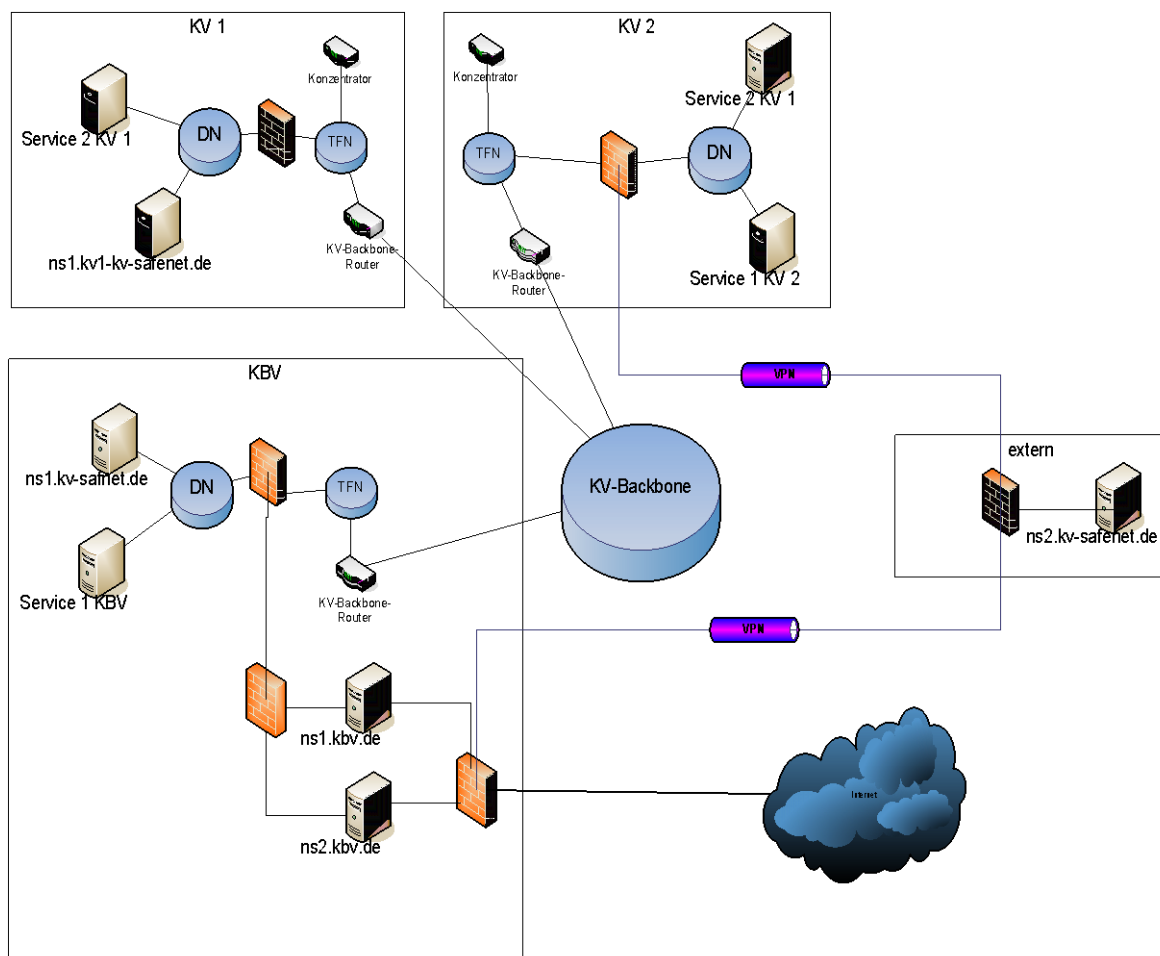 KV 1
Konzentrator
Service 2 KV 1
DN
TFN
ns1.kv1-kv-safenet.de
KV-Backbone-
Router
KV 2
Konzentrator
Service 2 KV 1
TFN
DN
KV-Backbone-
Router
Service 1 KV 2
VPN
KBV
ns1.kv-safnet.de
DN
TFN
Service 1 KBV
KV-Backbone-
Router
KV-Backbone
extern
ns2.kv-safenet.de
VPN
ns1.kbv.de
ns2.kbv.de
Internet